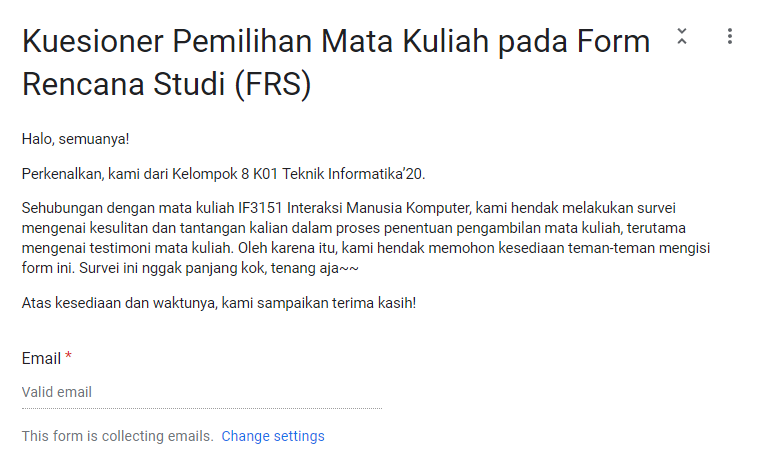 Kuesioner Pemilihan Mata Kuliah pada Form
Rencana Studi (FRS)
Halo, semuanya!
Perkenalkan, kami dari Kelompok 8 K01 Teknik Informatika’20.
Sehubungan dengan mata kuliah IF3151 Interaksi Manusia Komputer, kami hendak melakukan survei
mengenai kesulitan dan tantangan kalian dalam proses penentuan pengambilan mata kuliah, terutama
mengenai testimoni mata kuliah. Oleh karena itu, kami hendak memohon kesediaan teman-teman mengisi
form ini. Survei ini nggak panjang kok, tenang aja~~
Atas kesediaan dan waktunya, kami sampaikan terima kasih!
Email *
Valid email
This form is collecting emails. Change settings